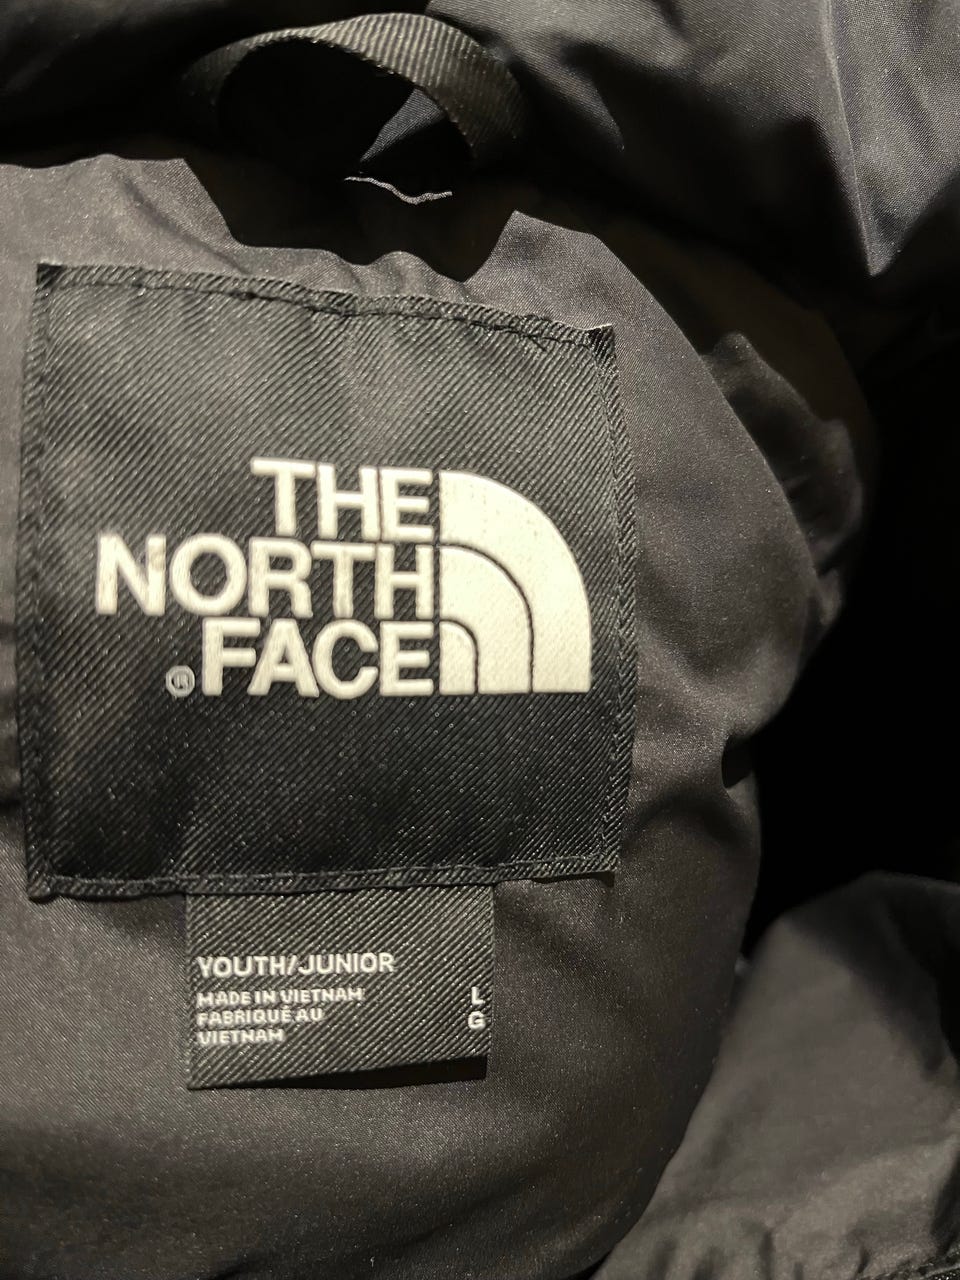 THE
NORTH
FACE
®
YOUTH/JUNIOR
MADE IN VIETNAM
FABRIQUÉ AU
VIETNAM
L
G